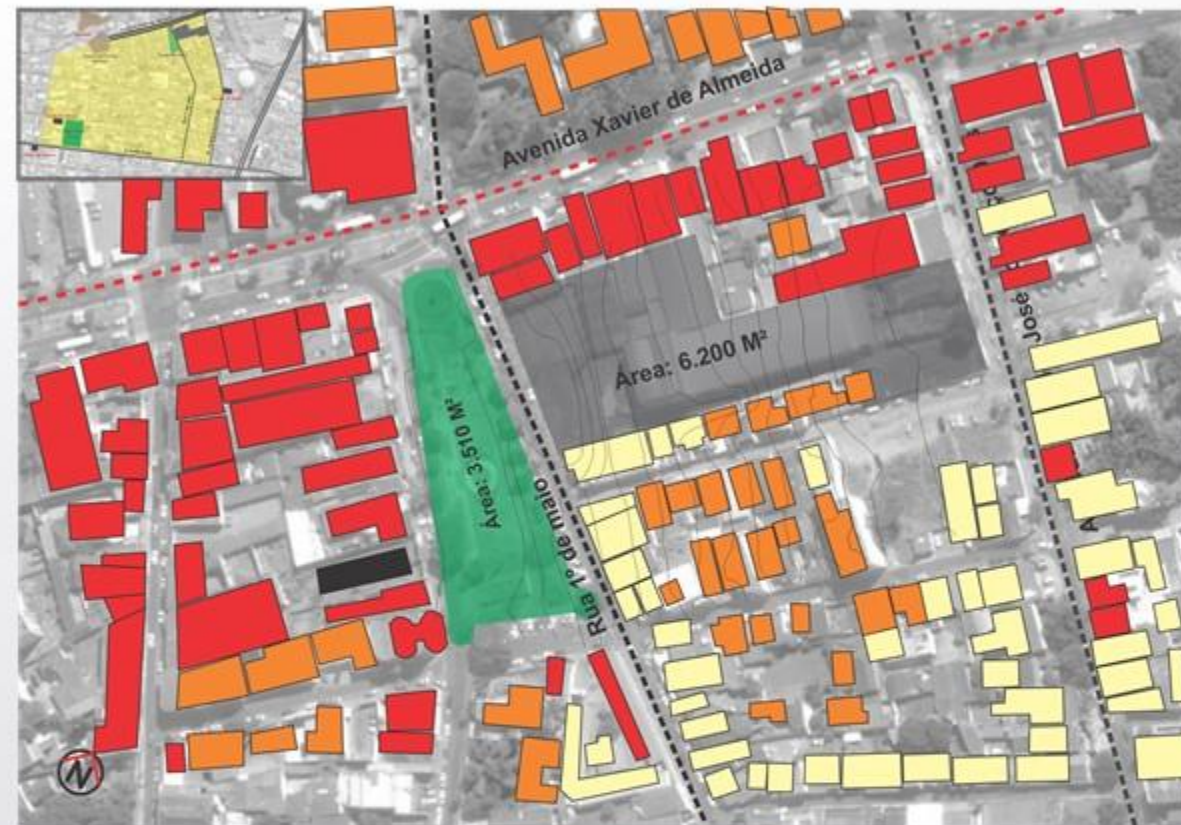 Avenida Xavier de Almeida
Área: 6.200 M²
Área: 3.510 M²
Rua 1º de maio
José
N